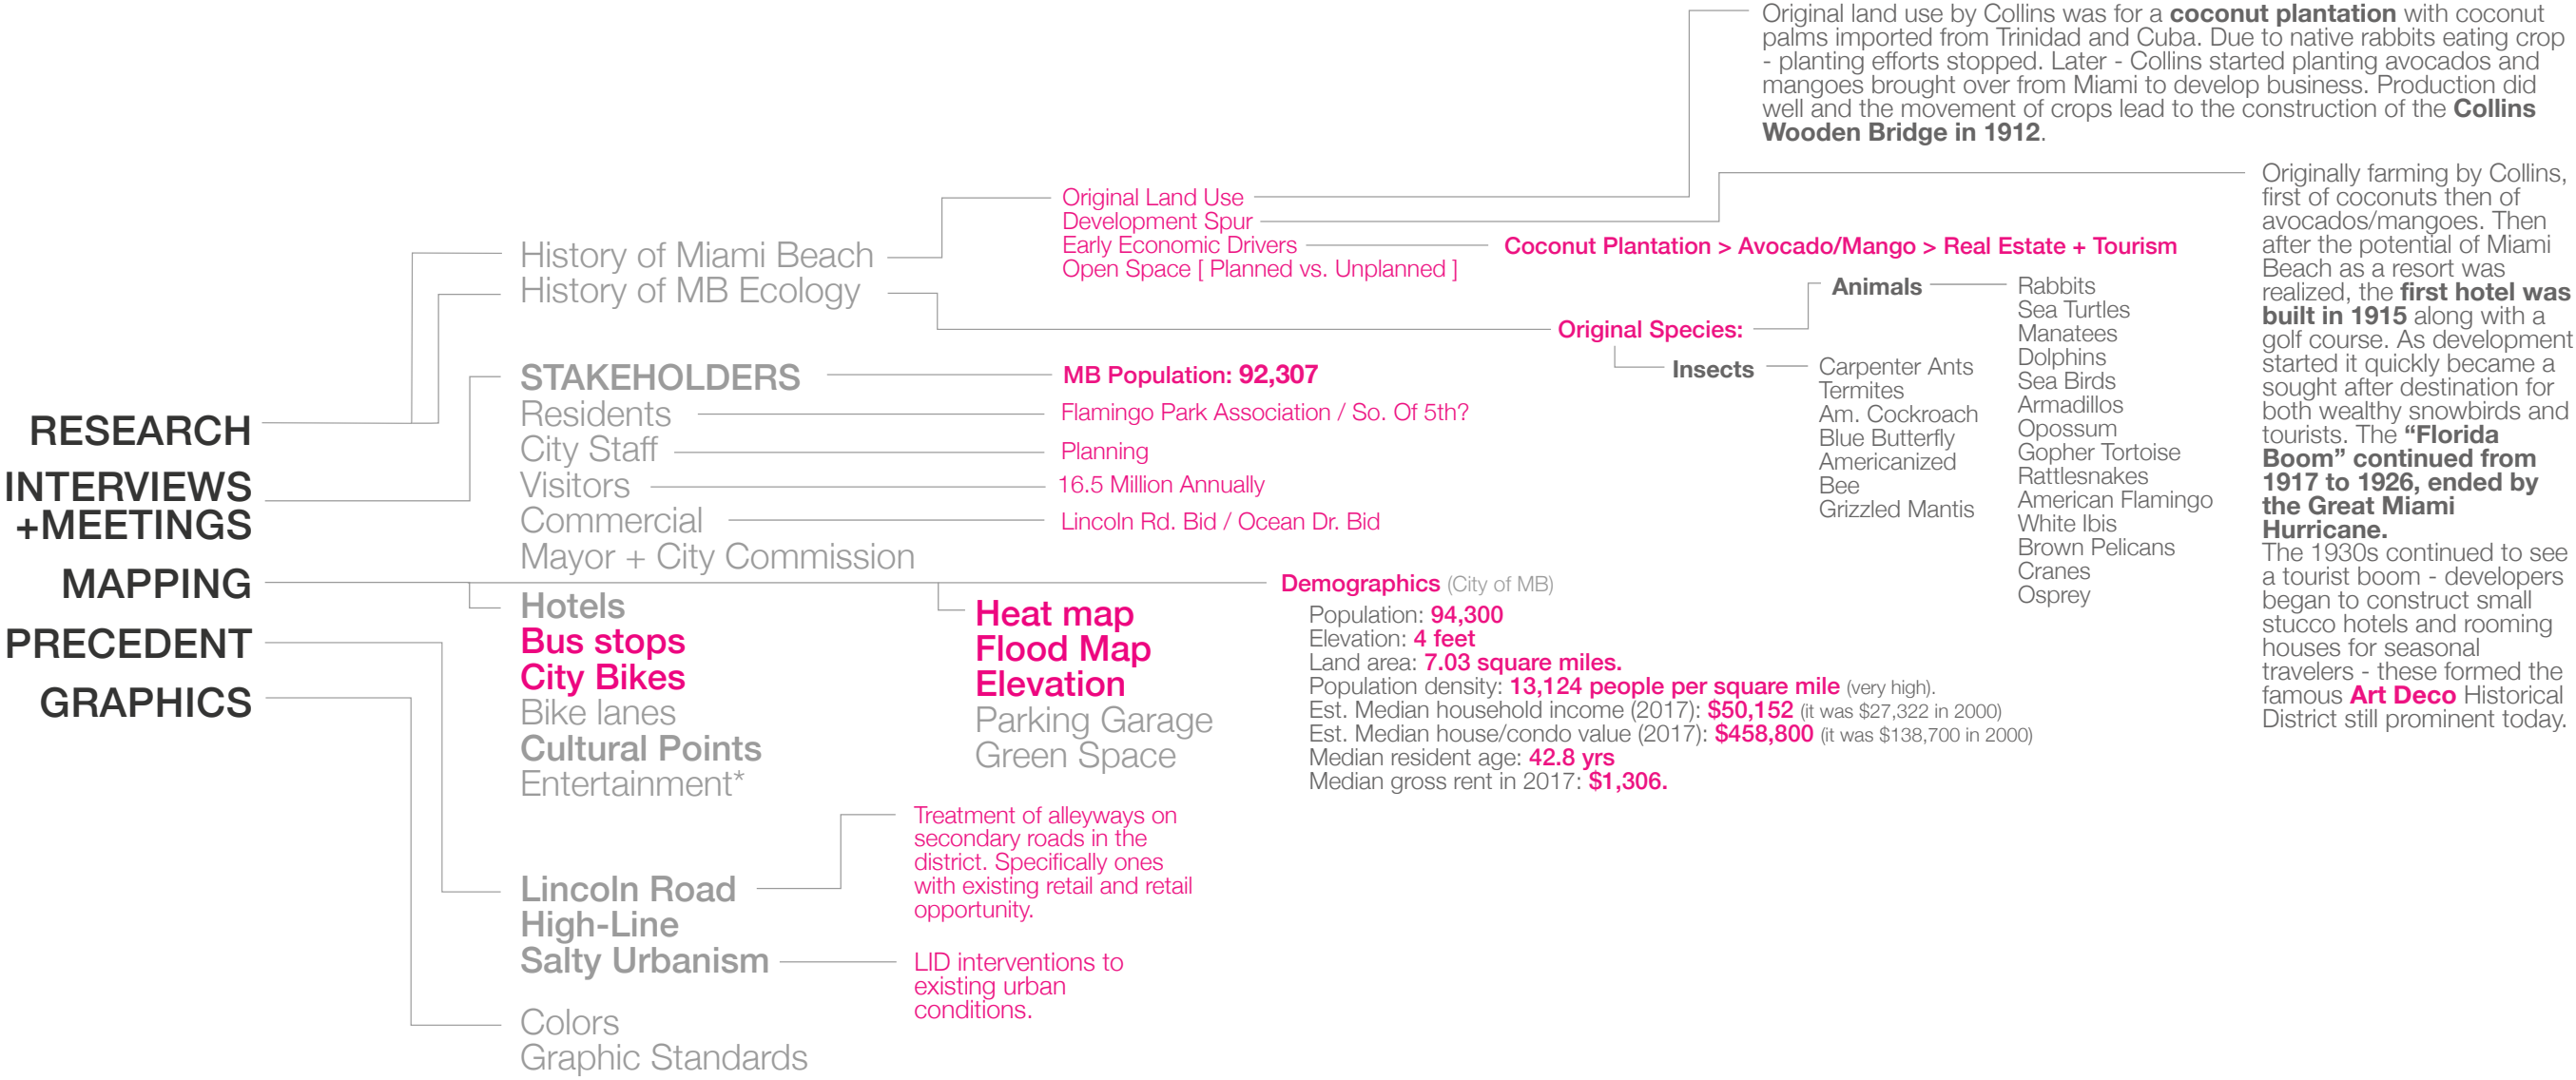 RESEARCH
INTERVIEWS
+MEETINGS
MAPPING
PRECEDENT
GRAPHICS
History of Miami Beach
History of MB Ecology
STAKEHOLDERS
Residents
City Staff
Visitors
Commercial
Mayor + City Commission
Hotels
Bus stops
City Bikes
Bike lanes
Cultural Points
Entertainment*
Lincoln Road
High-Line
Salty Urbanism
Colors
Graphic Standards
Original Land Use
Development Spur
Early Economic Drivers
Open Space [ Planned vs. Unplanned ]
MB Population: 92,307
Flamingo Park Association / So. Of 5th?
Planning
16.5 Million Annually
Lincoln Rd. Bid / Ocean Dr. Bid
Heat map
Flood Map
Elevation
Parking Garage
Green Space
Treatment of alleyways on
secondary roads in the
district. Specifically ones
with existing retail and retail
opportunity.
LID interventions to
existing urban
conditions.
Original land use by Collins was for a coconut plantation with coconut
palms imported from Trinidad and Cuba. Due to native rabbits eating crop
- planting efforts stopped. Later - Collins started planting avocados and
mangoes brought over from Miami to develop business. Production did
well and the movement of crops lead to the construction of the Collins
Wooden Bridge in 1912.
Coconut Plantation > Avocado/Mango > Real Estate + Tourism
Original Species:
Animals
Rabbits
Sea Turtles
Manatees
Dolphins
Sea Birds
Armadillos
Opossum
Gopher Tortoise
Rattlesnakes
American Flamingo
White Ibis
Brown Pelicans
Cranes
Osprey
Insects
Carpenter Ants
Termites
Am. Cockroach
Blue Butterfly
Americanized
Bee
Grizzled Mantis
Demographics (City of MB)
Population: 94,300
Elevation: 4 feet
Land area: 7.03 square miles.
Population density: 13,124 people per square mile (very high).
Est. Median household income (2017): $50,152 (it was $27,322 in 2000)
Est. Median house/condo value (2017): $458,800 (it was $138,700 in 2000)
Median resident age: 42.8 yrs
Median gross rent in 2017: $1,306.
Originally farming by Collins,
first of coconuts then of
avocados/mangoes. Then
after the potential of Miami
Beach as a resort was
realized, the first hotel was
built in 1915 along with a
golf course. As development
started it quickly became a
sought after destination for
both wealthy snowbirds and
tourists. The “Florida
Boom” continued from
1917 to 1926, ended by
the Great Miami
Hurricane.
The 1930s continued to see
a tourist boom - developers
began to construct small
stucco hotels and rooming
houses for seasonal
travelers - these formed the
famous Art Deco Historical
District still prominent today.